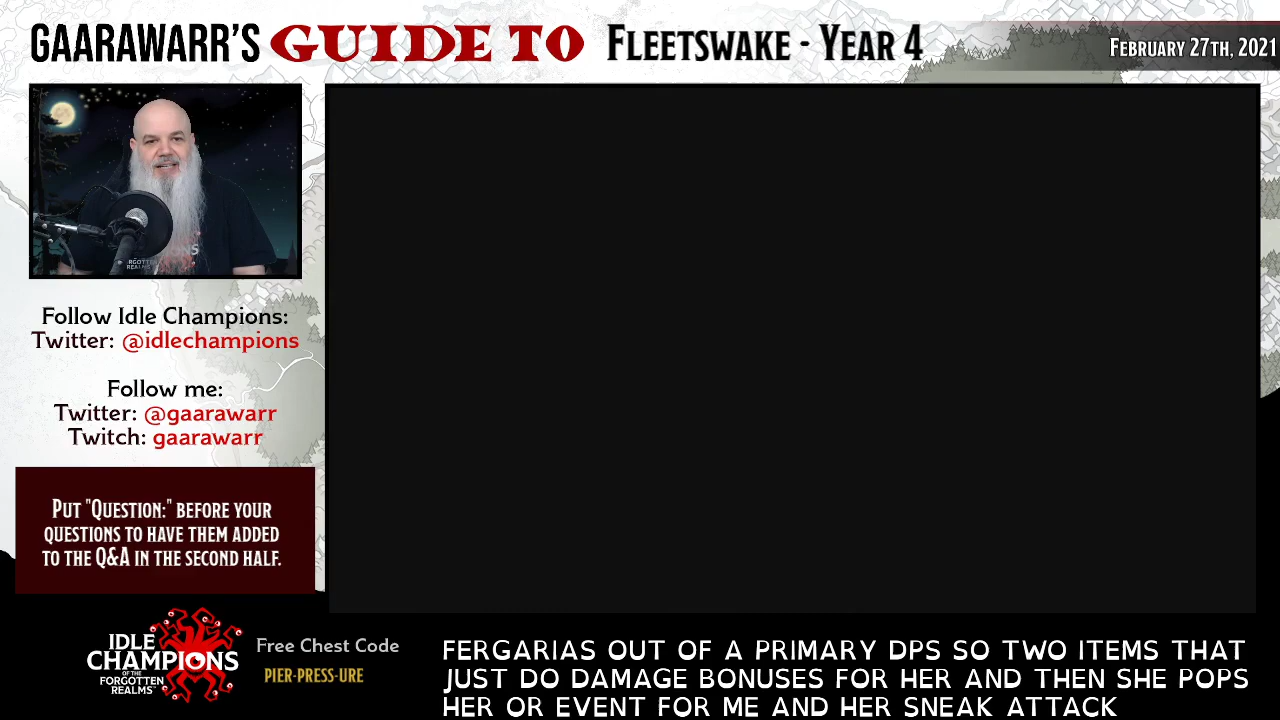 GAARAWARR'S GUIDE TO FLEETSWAKE - YEAR 4
FEBRUARY 27TH, 2021
Follow Idle Champions:
Twitter: @idlechampions
Follow me:
Twitter: @gaarawarr
Twitch: gaarawarr
PUT "QUESTION:" BEFORE YOUR
QUESTIONS TO HAVE THEM ADDED
TO THE Q&A IN THE SECOND HALF.
IDLE
CHAMPIONS
OF THE
FORGOTTEN
REALMS
Free Chest Code
PIER-PRESS-URE
FERGARIAS OUT OF A PRIMARY DPS SO TWO ITEMS THAT
JUST DO DAMAGE BONUSES FOR HER AND THEN SHE POPS
HER OR EVENT FOR ME AND HER SNEAK ATTACK